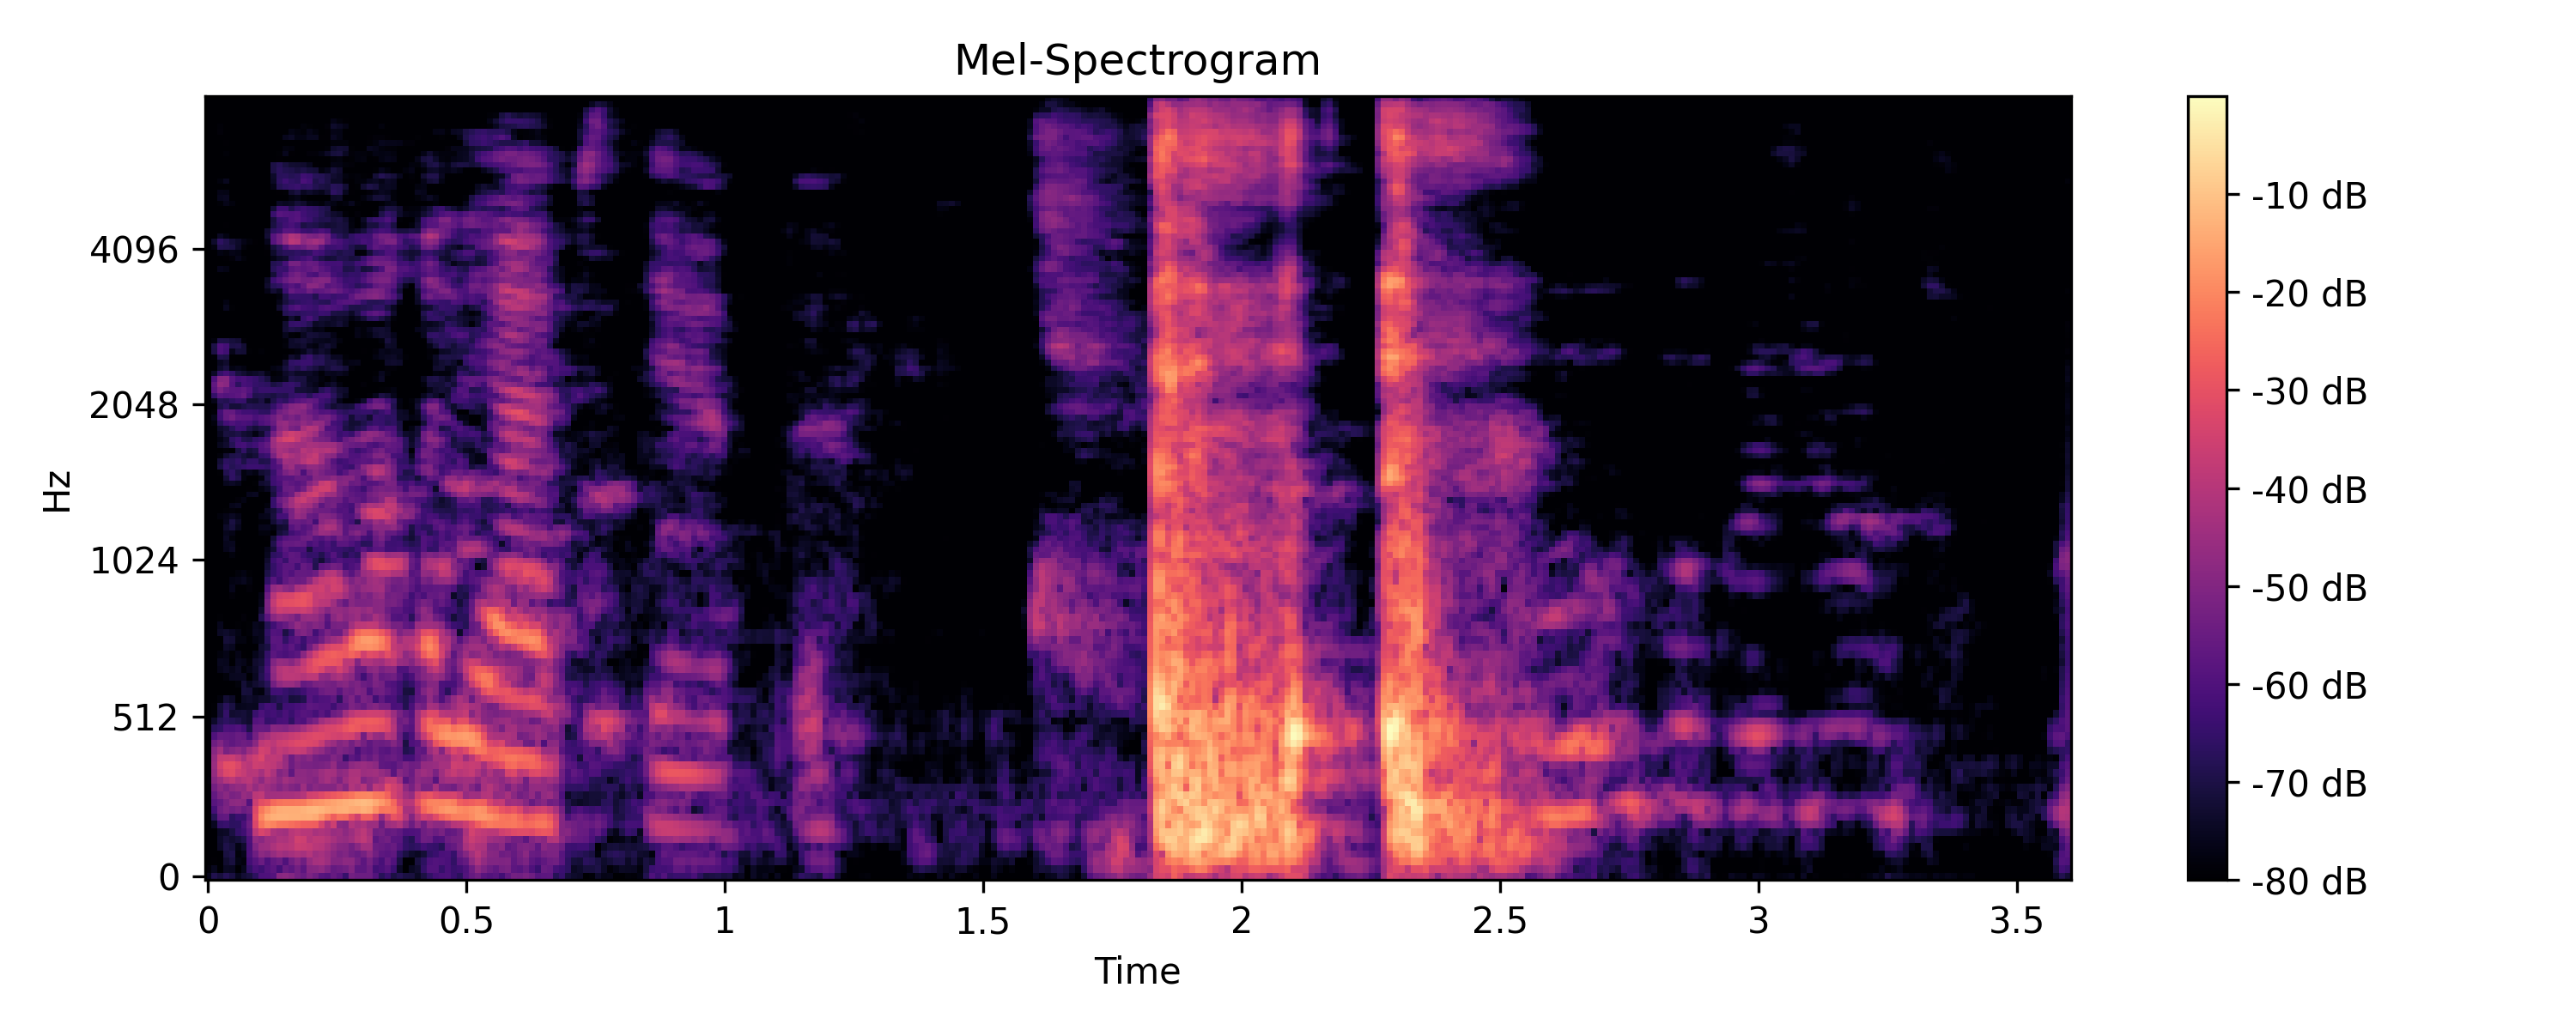 Mel-Spectrogram
Hz
4096
2048
1024
512
0
0 0.5 1 1.5 2 2.5 3 3.5
Time
-10 dB
-20 dB
-30 dB
-40 dB
-50 dB
-60 dB
-70 dB
-80 dB